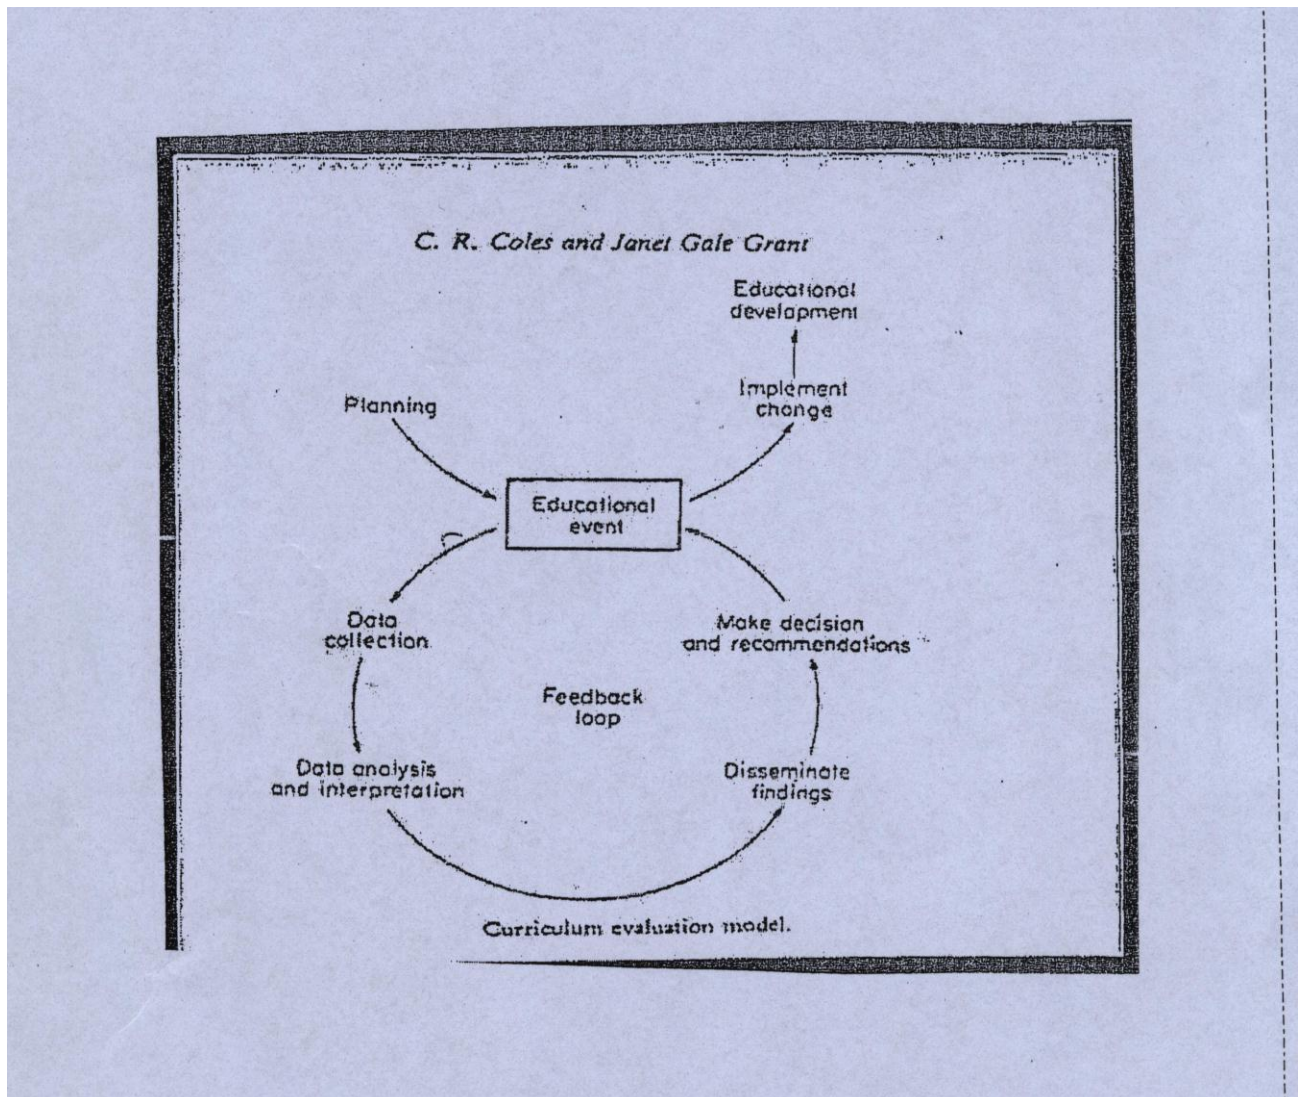 C. R. Coles and Janet Gale Grant
Educational
development
Implement
change
Planning
Educational
event
Data
collection
Make decision
and recommendations
Feedback
loop
Data analysis
and interpretation
Disseminate
findings
Curriculum evaluation model.